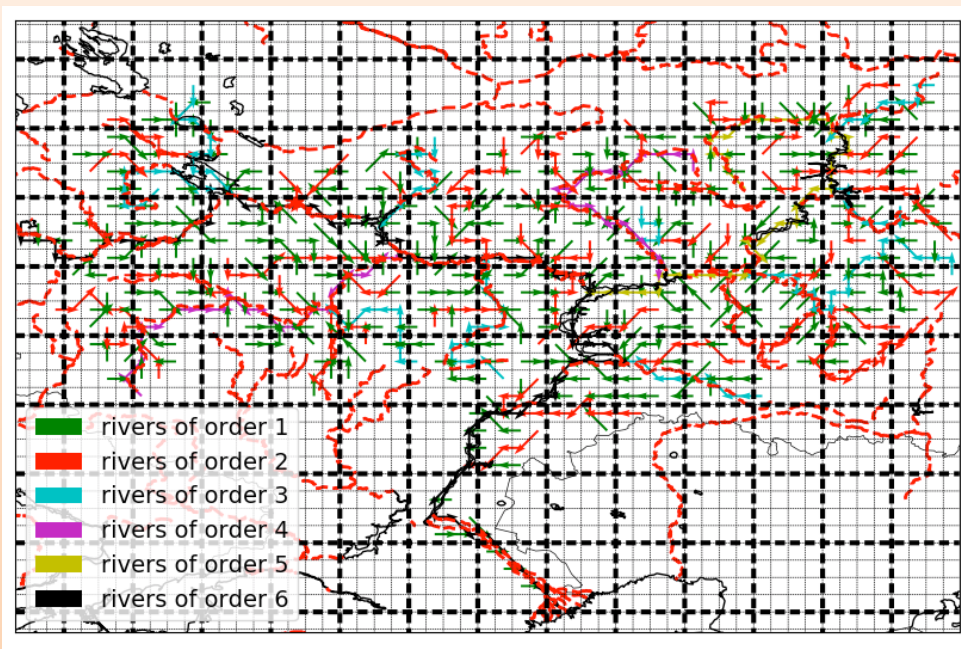 rivers of order 1
rivers of order 2
rivers of order 3
rivers of order 4
rivers of order 5
rivers of order 6